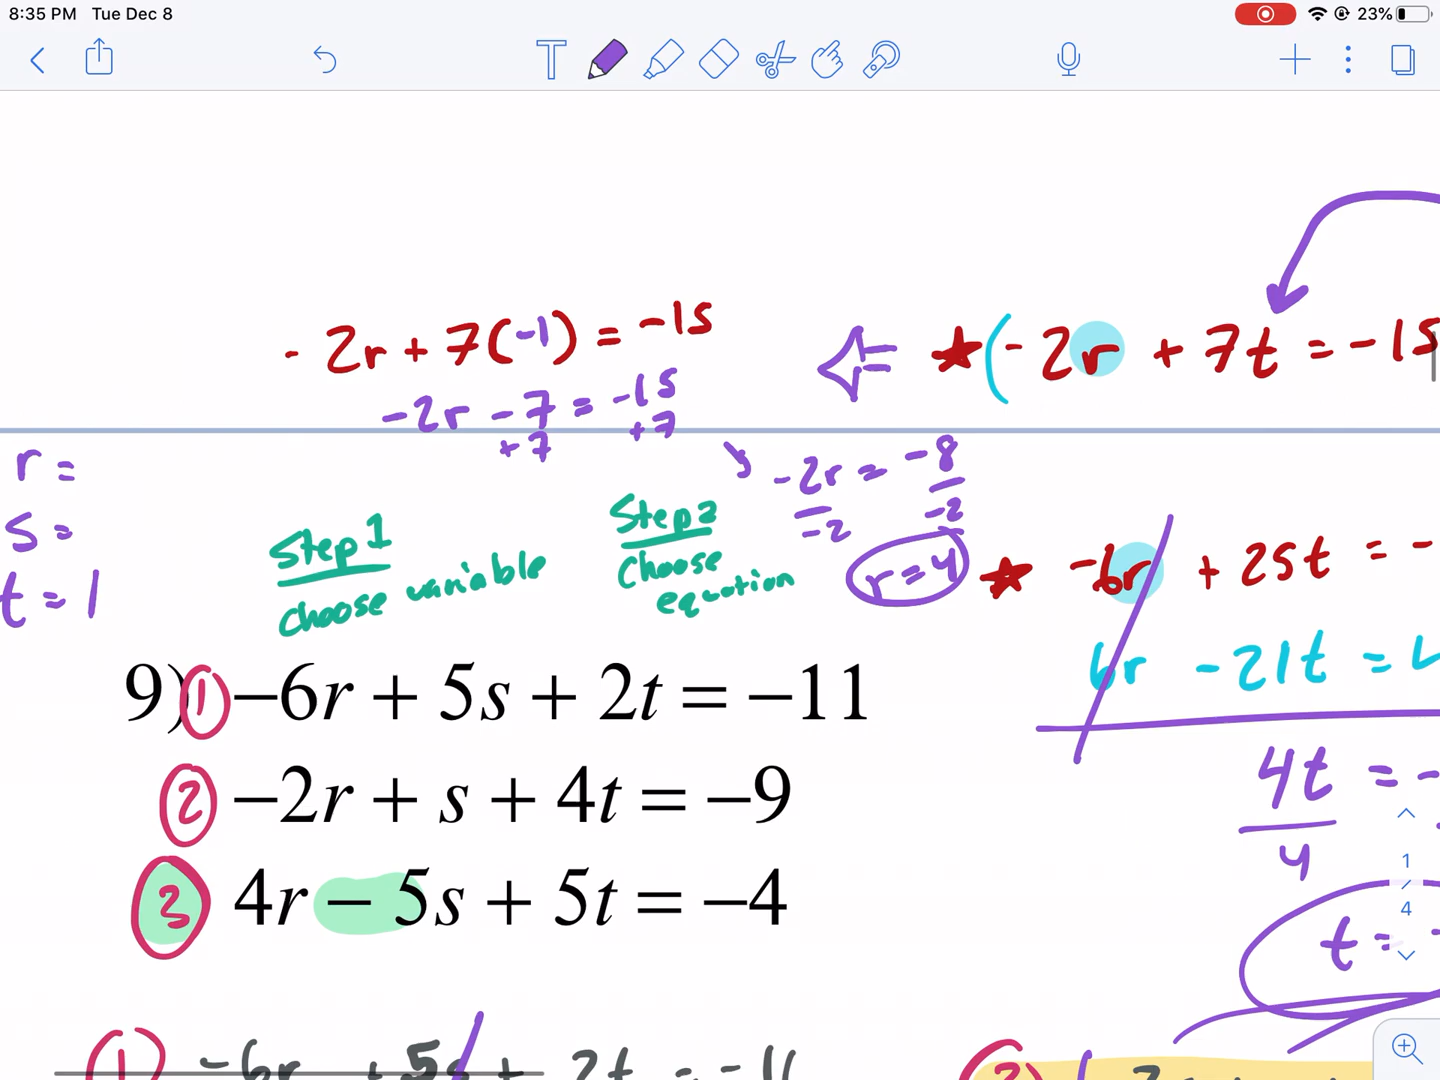 8:35 PM Tue Dec 8
23%
T
-2r + 7(-1) = -15
★(-2r + 7t = -15
-2r - 7 = -15
+7 +7
-2r = -8
-2 -2
r = 4
r =
s =
t = 1
Step 1
choose variable
Step 2
choose equation
★ -6r + 25t = -
6r - 21t = 4
4t = -
4
t = -
9) ① −6r + 5s + 2t = −11
② −2r + s + 4t = −9
③ 4r − 5s + 5t = −4
1
/
4
① -6r + 5s + 2t = -11